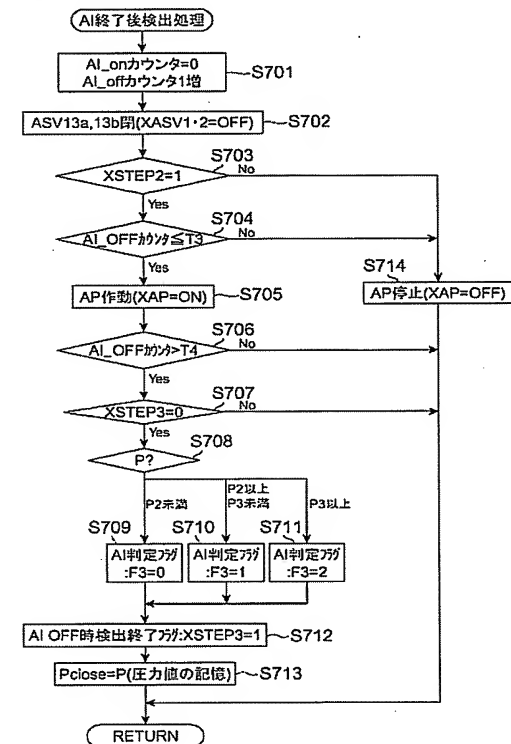 AI終了後検出処理
AI_onカウンタ=0
AI_offカウンタ1増
S701
ASV13a,13b閉(XASV1・2=OFF)
S702
S703
XSTEP2=1
No
Yes
S704
AI_OFFカウンタ≦T3
No
Yes
S714
AP作動(XAP=ON)
S705
AP停止(XAP=OFF)
S706
AI_OFFカウンタ>T4
No
Yes
S707
XSTEP3=0
No
Yes
S708
P?
P2未満
P2以上
P3未満
P3以上
S709
S710
S711
AI判定フラグ
:F3=0
AI判定フラグ
:F3=1
AI判定フラグ
:F3=2
AI OFF時検出終了フラグ:XSTEP3=1
S712
Pclose=P(圧力値の記憶)
S713
RETURN